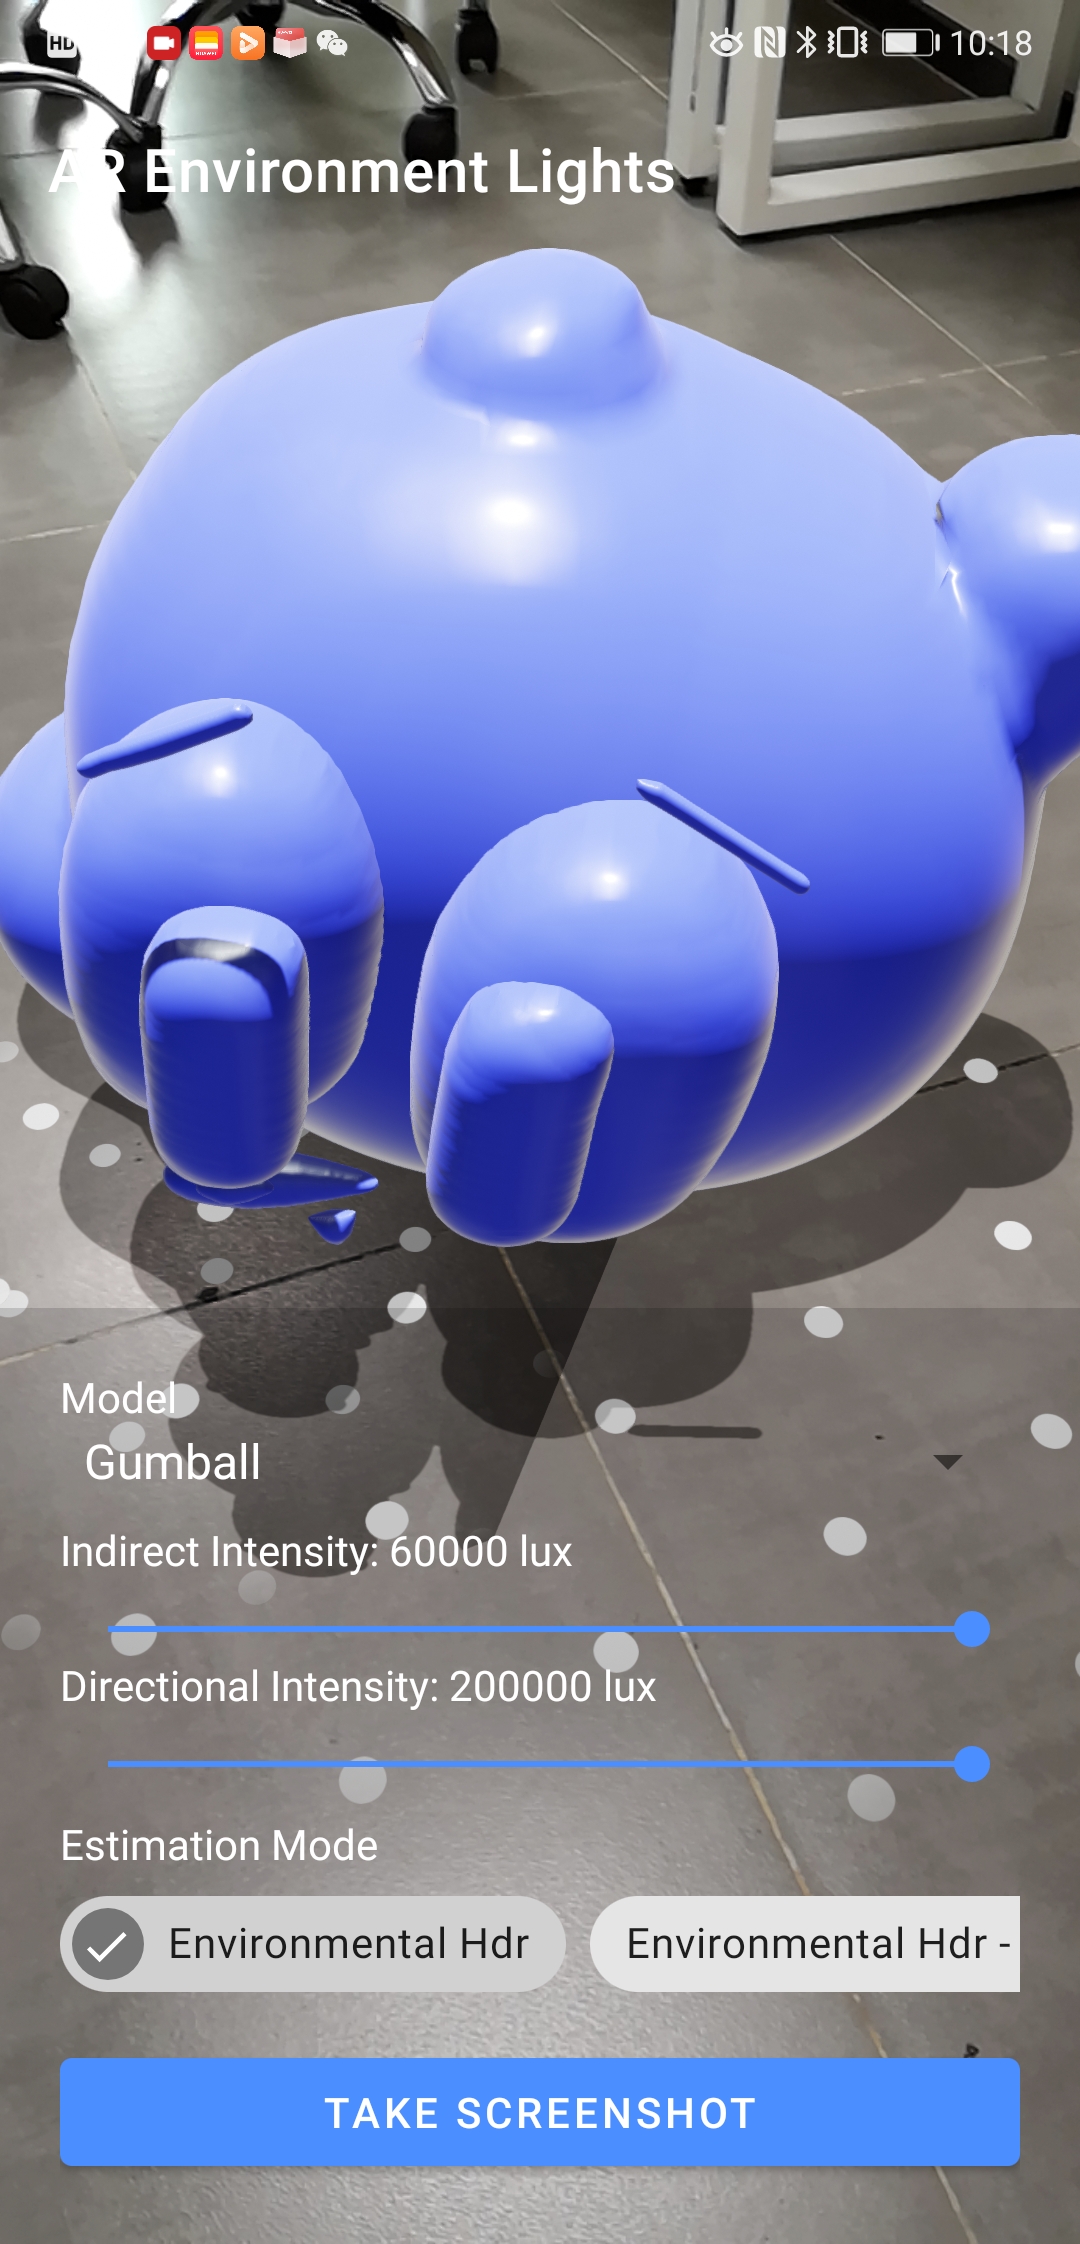 HD
10:18
AR Environment Lights
Model
Gumball
Indirect Intensity: 60000 lux
Directional Intensity: 200000 lux
Estimation Mode
Environmental Hdr
Environmental Hdr -
TAKE SCREENSHOT